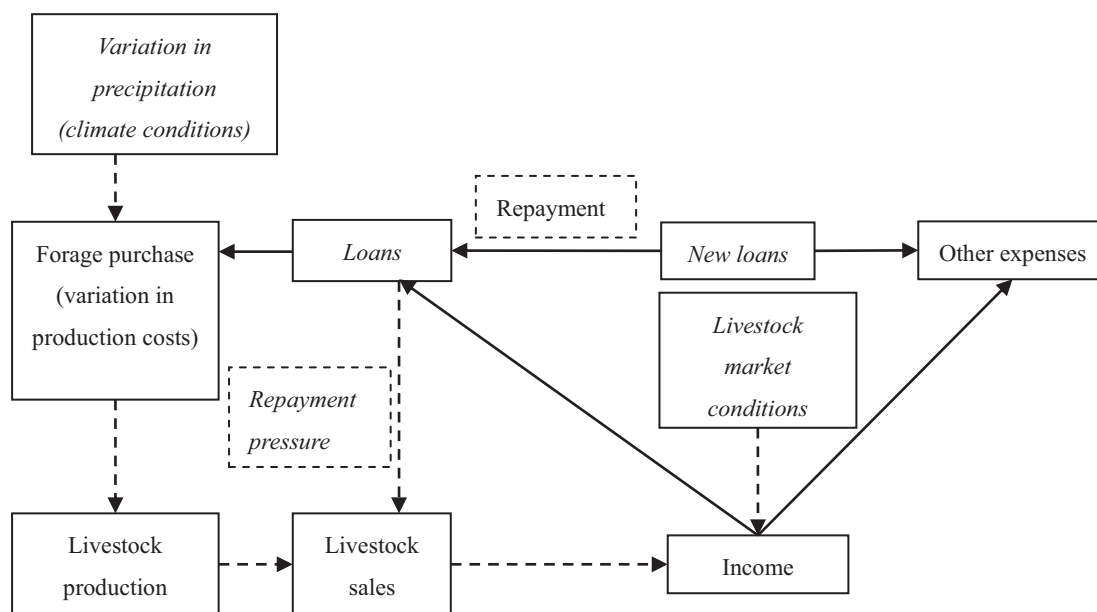 Variation in
precipitation
(climate conditions)
Repayment
Forage purchase
(variation in
production costs)
Loans
New loans
Other expenses
Livestock
market
conditions
Repayment
pressure
Livestock
production
Livestock
sales
Income